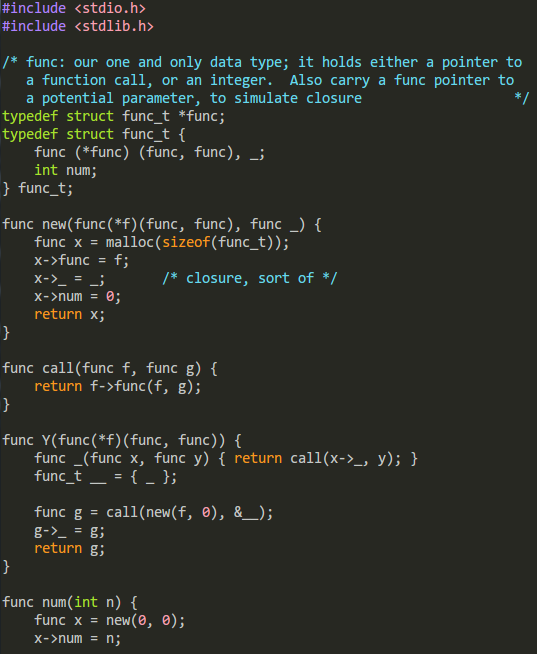 #include <stdio.h>
#include <stdlib.h>

/* func: our one and only data type; it holds either a pointer to
   a function call, or an integer.  Also carry a func pointer to
   a potential parameter, to simulate closure                   */
typedef struct func_t *func;
typedef struct func_t {
    func (*func) (func, func), _;
    int num;
} func_t;

func new(func(*f)(func, func), func _) {
    func x = malloc(sizeof(func_t));
    x->func = f;
    x->_ = _;       /* closure, sort of */
    x->num = 0;
    return x;
}

func call(func f, func g) {
    return f->func(f, g);
}

func Y(func(*f)(func, func)) {
    func _(func x, func y) { return call(x->_, y); }
    func_t __ = { _ };

    func g = call(new(f, 0), &__);
    g->_ = g;
    return g;
}

func num(int n) {
    func x = new(0, 0);
    x->num = n;